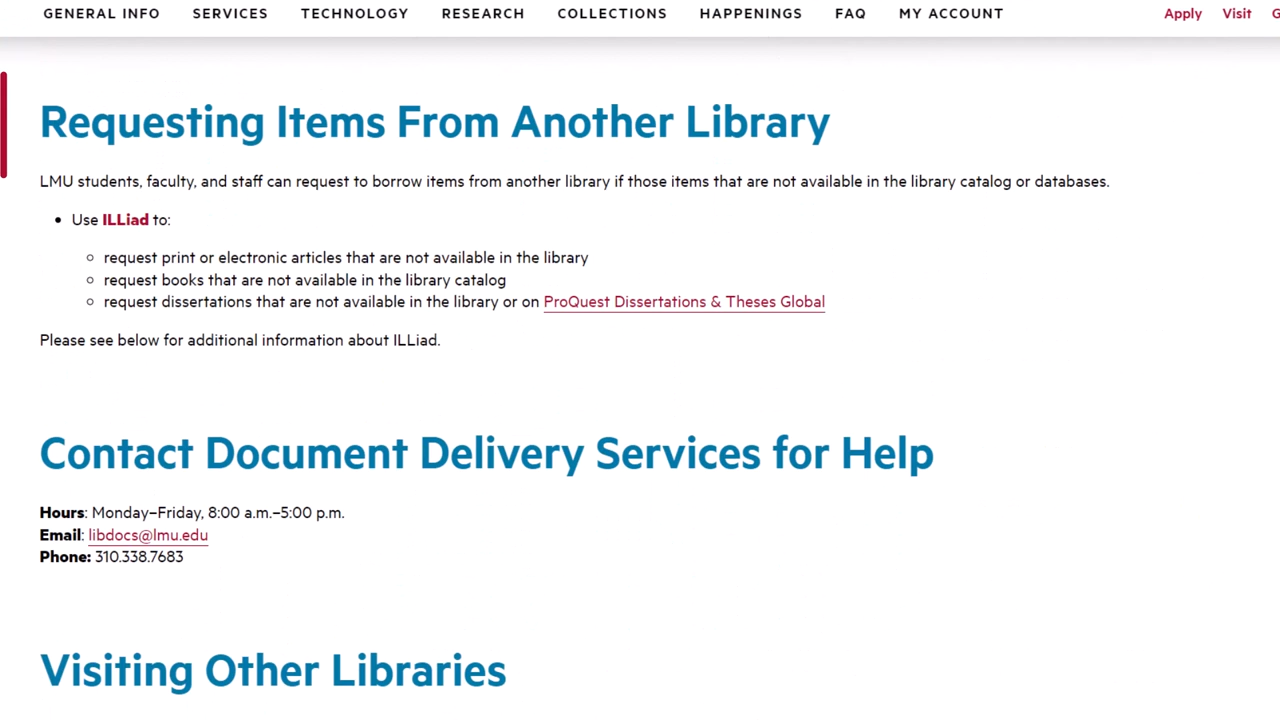 GENERAL INFO SERVICES TECHNOLOGY RESEARCH COLLECTIONS HAPPENINGS FAQ MY ACCOUNT Apply Visit G
Requesting Items From Another Library
LMU students, faculty, and staff can request to borrow items from another library if those items that are not available in the library catalog or databases.
• Use ILLiad to:
○ request print or electronic articles that are not available in the library
○ request books that are not available in the library catalog
○ request dissertations that are not available in the library or on ProQuest Dissertations & Theses Global
Please see below for additional information about ILLiad.
Contact Document Delivery Services for Help
Hours: Monday–Friday, 8:00 a.m.–5:00 p.m.
Email: libdocs@lmu.edu
Phone: 310.338.7683
Visiting Other Libraries